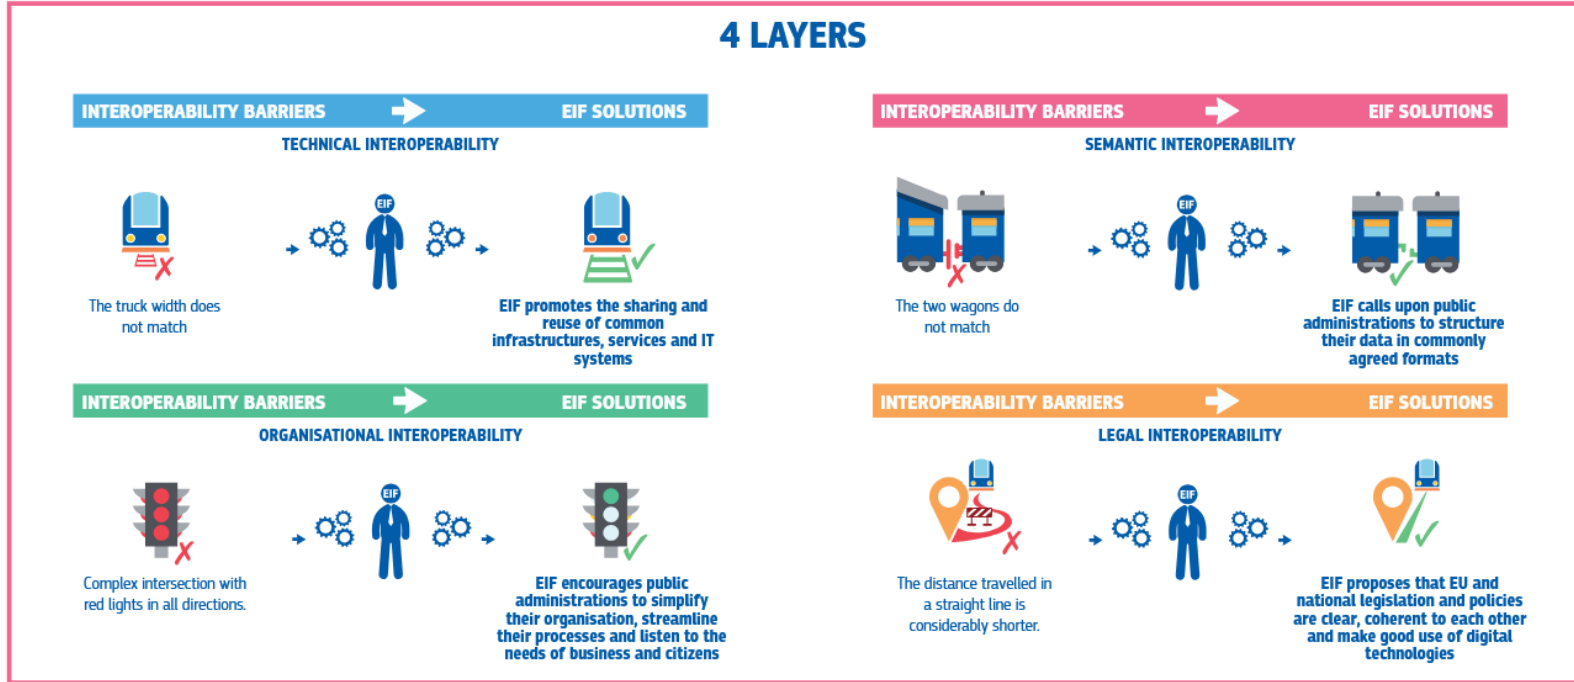 4 LAYERS
INTEROPERABILITY BARRIERS
EIF SOLUTIONS
TECHNICAL INTEROPERABILITY
EIF
The truck width does
not match
EIF promotes the sharing and
reuse of common
infrastructures, services and IT
systems
INTEROPERABILITY BARRIERS
EIF SOLUTIONS
SEMANTIC INTEROPERABILITY
EIF
The two wagons do
not match
EIF calls upon public
administrations to structure
their data in commonly
agreed formats
INTEROPERABILITY BARRIERS
EIF SOLUTIONS
ORGANISATIONAL INTEROPERABILITY
EIF
Complex intersection with
red lights in all directions.
EIF encourages public
administrations to simplify
their organisation, streamline
their processes and listen to the
needs of business and citizens
INTEROPERABILITY BARRIERS
EIF SOLUTIONS
LEGAL INTEROPERABILITY
EIF
The distance travelled in
a straight line is
considerably shorter.
EIF proposes that EU and
national legislation and policies
are clear, coherent to each other
and make good use of digital
technologies